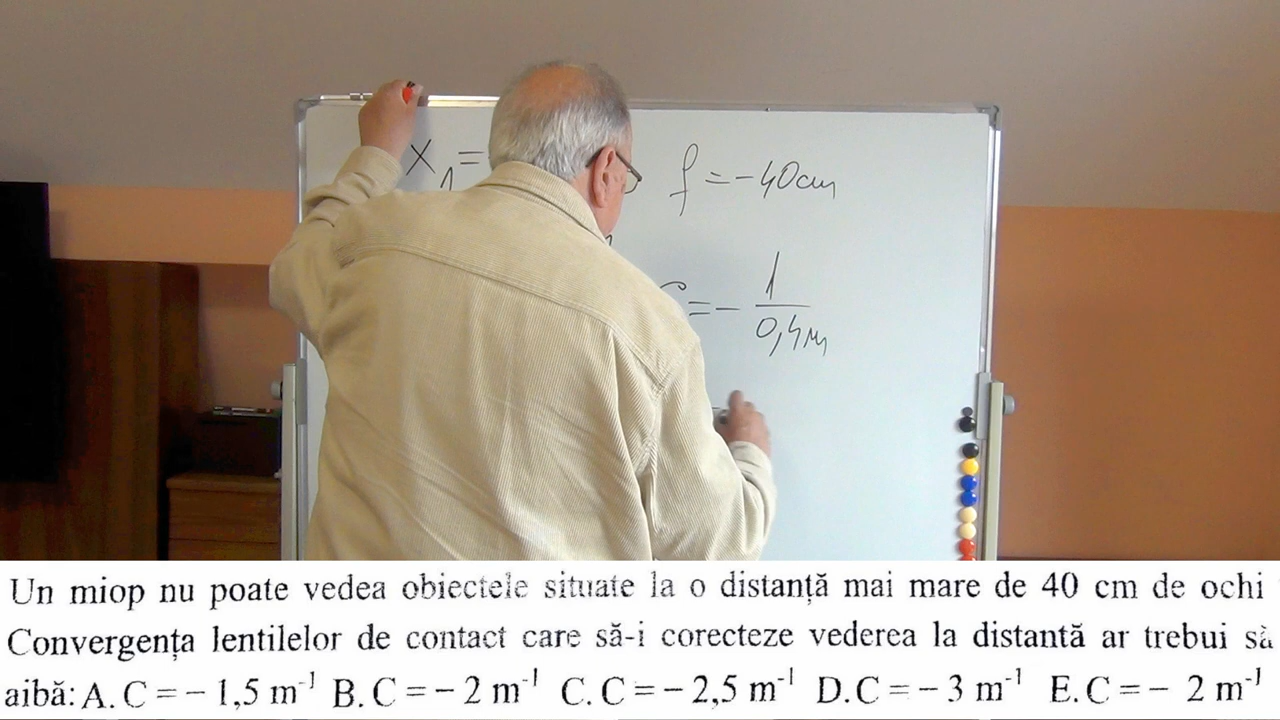 x₁ =
f = -40cm
= - 1/0,4m
Un miop nu poate vedea obiectele situate la o distanță mai mare de 40 cm de ochi
Convergența lentilelor de contact care să-i corecteze vederea la distantă ar trebui să
aibă: A. C = − 1,5 m⁻¹ B. C = − 2 m⁻¹ C. C = − 2,5 m⁻¹ D. C = − 3 m⁻¹ E. C = − 2 m⁻¹